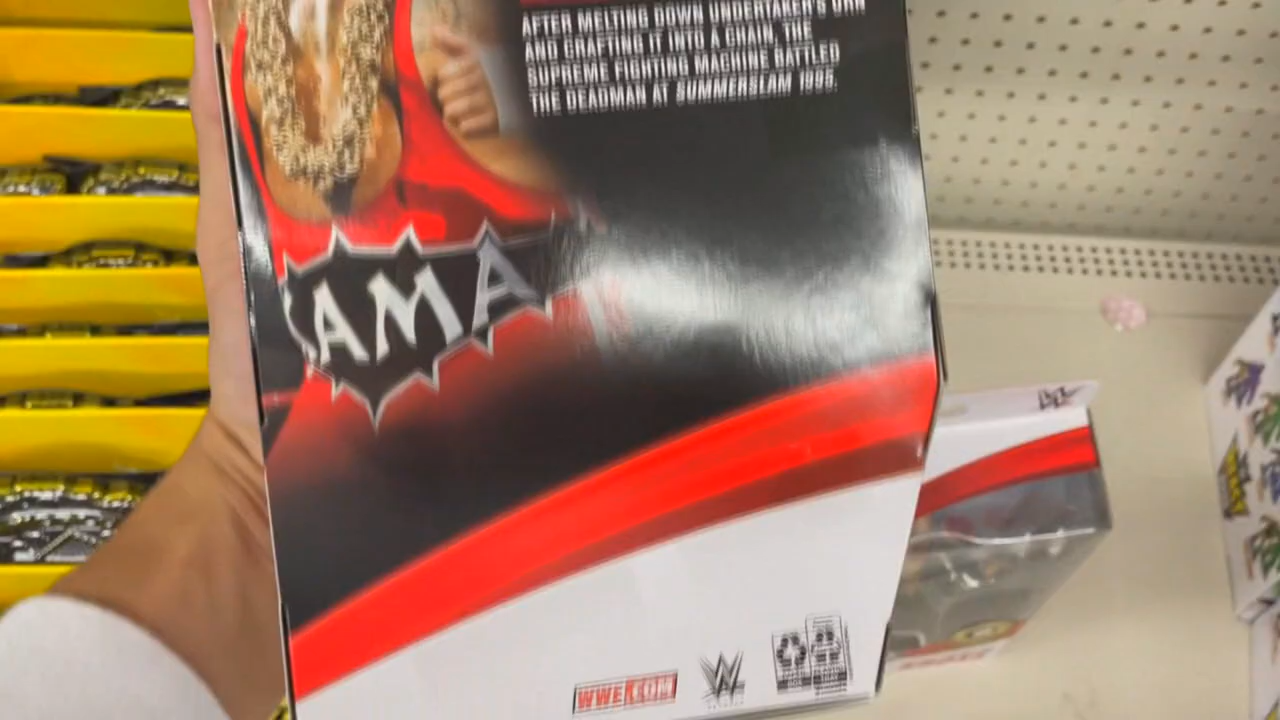 AFTER MELTING DOWN UNDERTAKER'S URN
AND CRAFTING IT INTO A CHAIN, THE
SUPREME FIGHTING MACHINE BATTLED
THE DEADMAN AT SUMMERSLAM 1995.
KAMA
WWE.COM
W